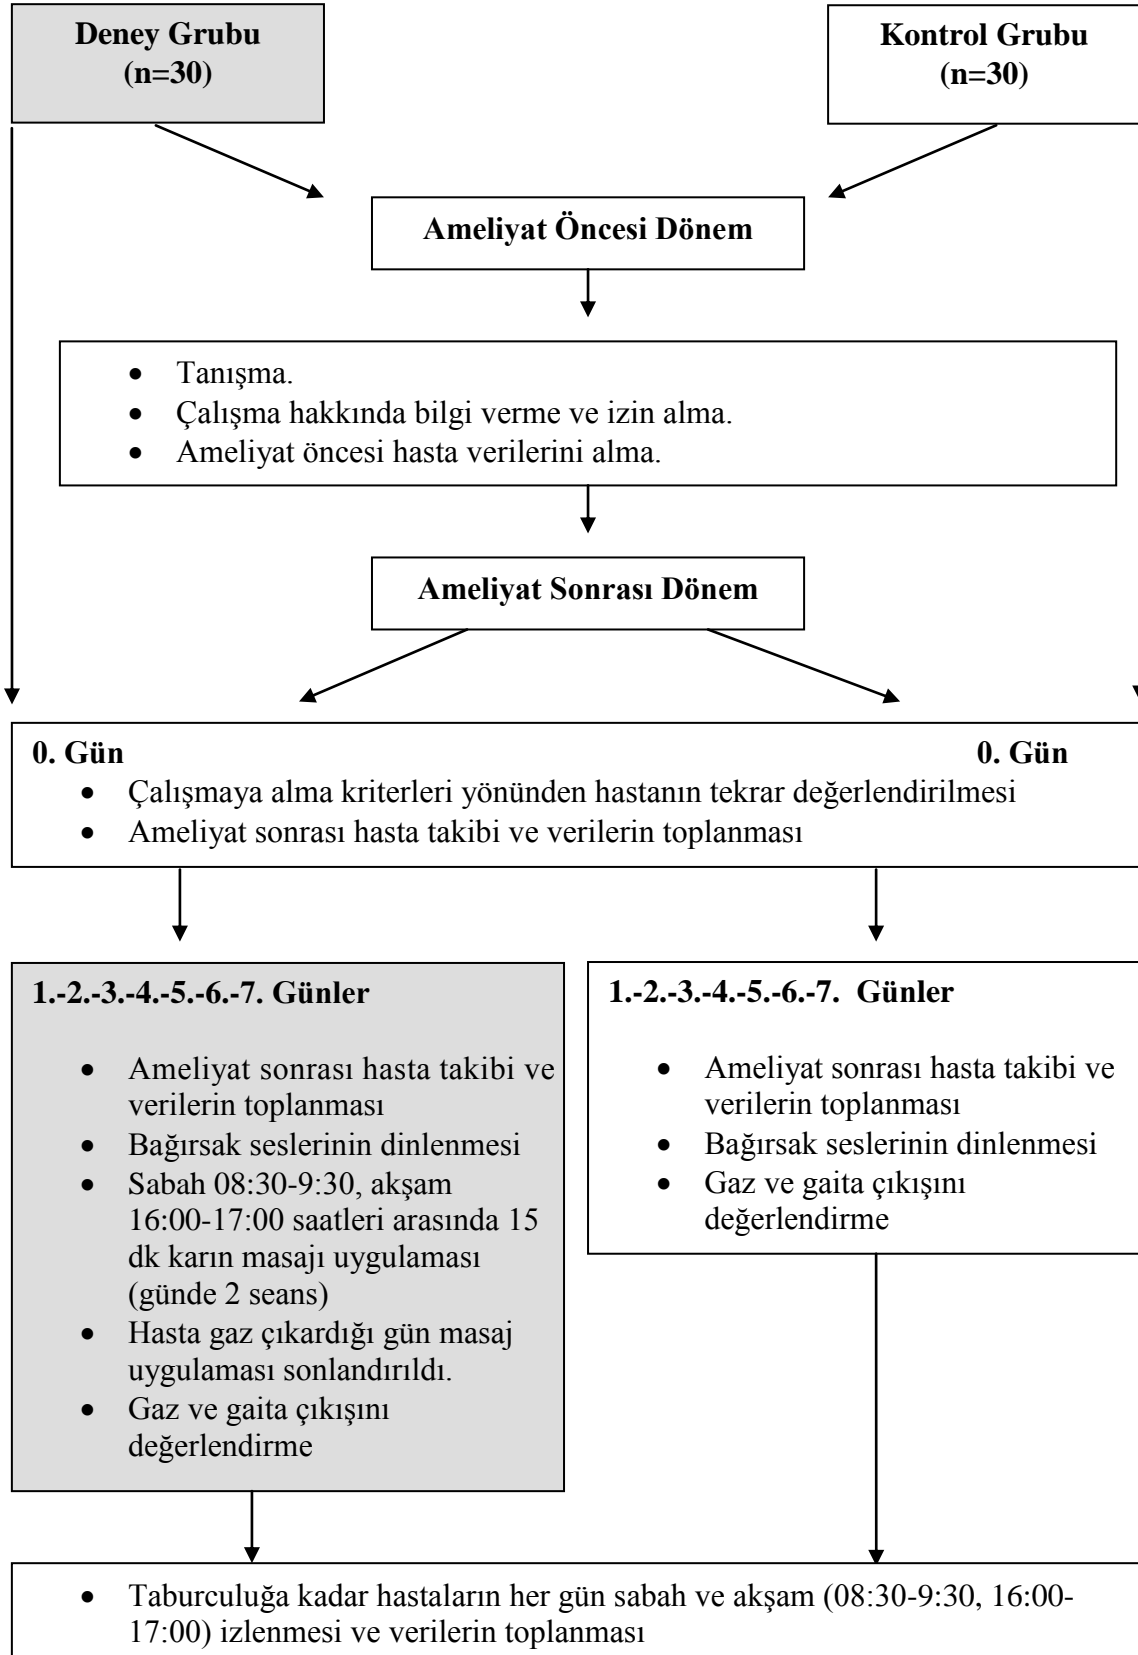 Deney Grubu
(n=30)
Kontrol Grubu
(n=30)
Ameliyat Öncesi Dönem
• Tanışma.
• Çalışma hakkında bilgi verme ve izin alma.
• Ameliyat öncesi hasta verilerini alma.
Ameliyat Sonrası Dönem
0. Gün 0. Gün
• Çalışmaya alma kriterleri yönünden hastanın tekrar değerlendirilmesi
• Ameliyat sonrası hasta takibi ve verilerin toplanması
1.-2.-3.-4.-5.-6.-7. Günler
• Ameliyat sonrası hasta takibi ve
verilerin toplanması
• Bağırsak seslerinin dinlenmesi
• Sabah 08:30-9:30, akşam
16:00-17:00 saatleri arasında 15
dk karın masajı uygulaması
(günde 2 seans)
• Hasta gaz çıkardığı gün masaj
uygulaması sonlandırıldı.
• Gaz ve gaita çıkışını
değerlendirme
1.-2.-3.-4.-5.-6.-7. Günler
• Ameliyat sonrası hasta takibi ve
verilerin toplanması
• Bağırsak seslerinin dinlenmesi
• Gaz ve gaita çıkışını
değerlendirme
• Taburculuğa kadar hastaların her gün sabah ve akşam (08:30-9:30, 16:00-
17:00) izlenmesi ve verilerin toplanması